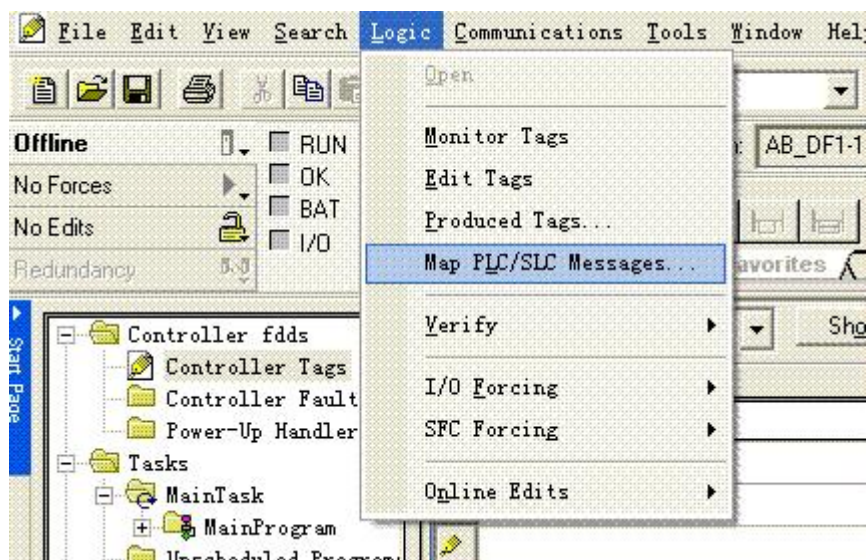 File Edit View Search Logic Communications Tools Window
Open
Offline RUN Monitor Tags AB_DF1-1
No Forces OK Edit Tags
No Edits BAT Produced Tags...
I/O
Redundancy Map PLC/SLC Messages... avorites
Start Page
Controller fdds Verify
Controller Tags
Controller Fault I/O Forcing
Power-Up Handler SFC Forcing
Tasks
MainTask Online Edits
MainProgram